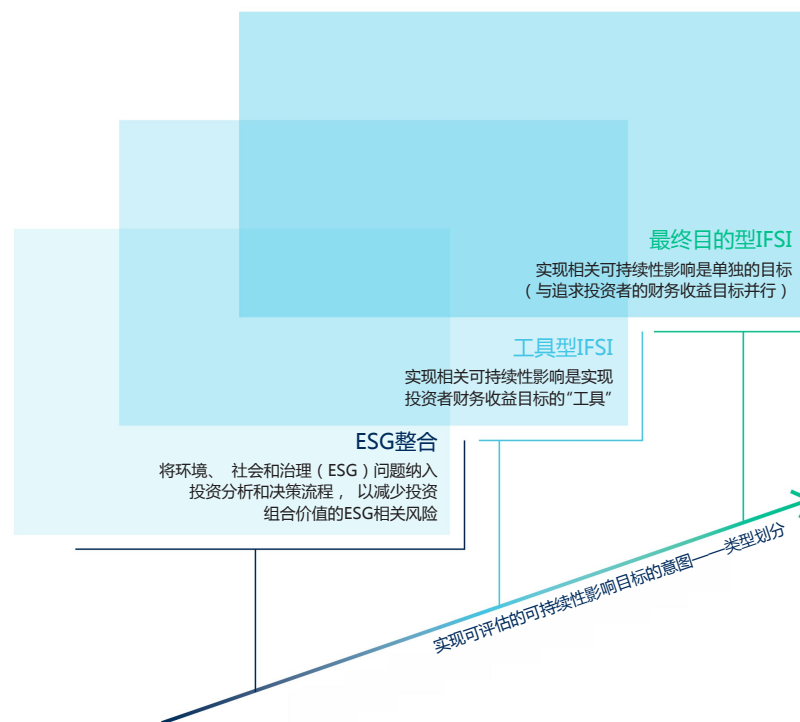 最终目的型IFSI
实现相关可持续性影响是单独的目标
（与追求投资者的财务收益目标并行）
工具型IFSI
实现相关可持续性影响是实现
投资者财务收益目标的“工具”
ESG整合
将环境、 社会和治理（ESG）问题纳入
投资分析和决策流程， 以减少投资
组合价值的ESG相关风险
实现可评估的可持续性影响目标的意图——类型划分